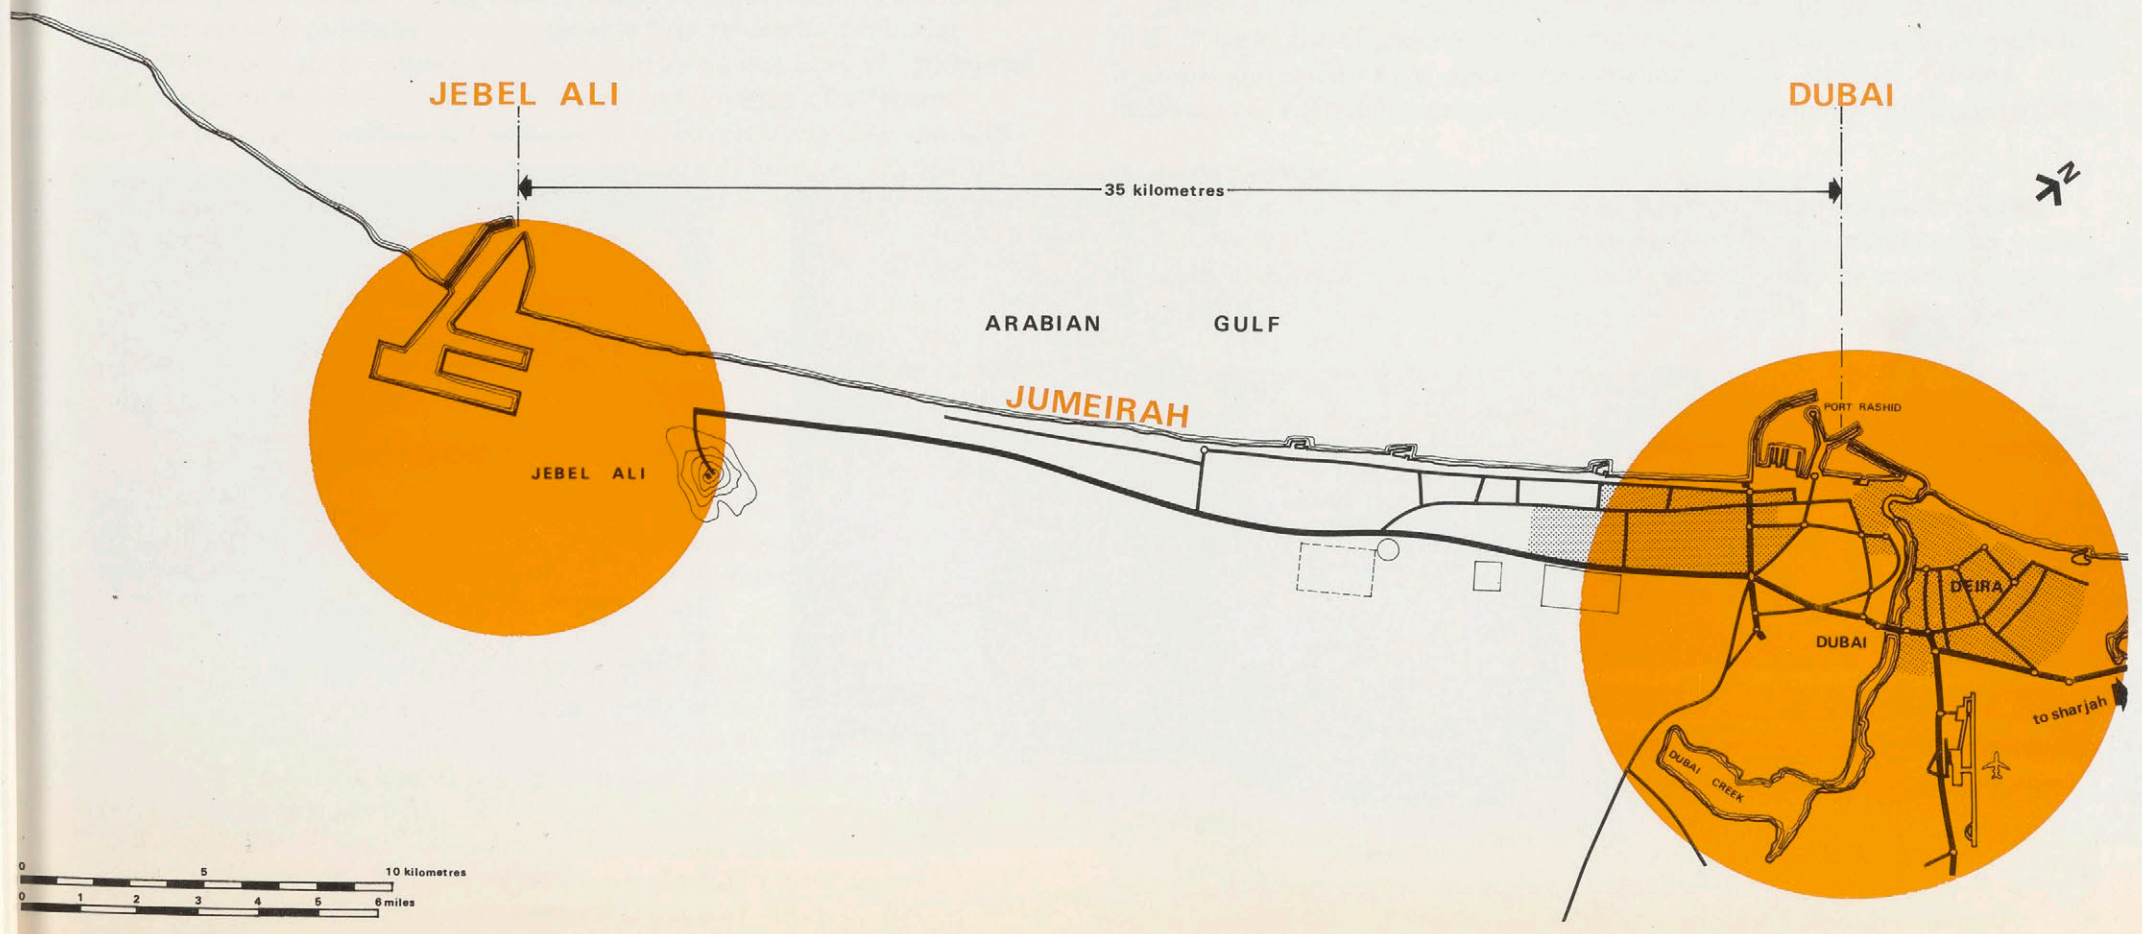 JEBEL ALI
DUBAI
35 kilometres
N
ARABIAN GULF
JUMEIRAH
PORT RASHID
JEBEL ALI
DEIRA
DUBAI
to sharjah
DUBAI CREEK
0 5 10 kilometres
0 1 2 3 4 5 6 miles